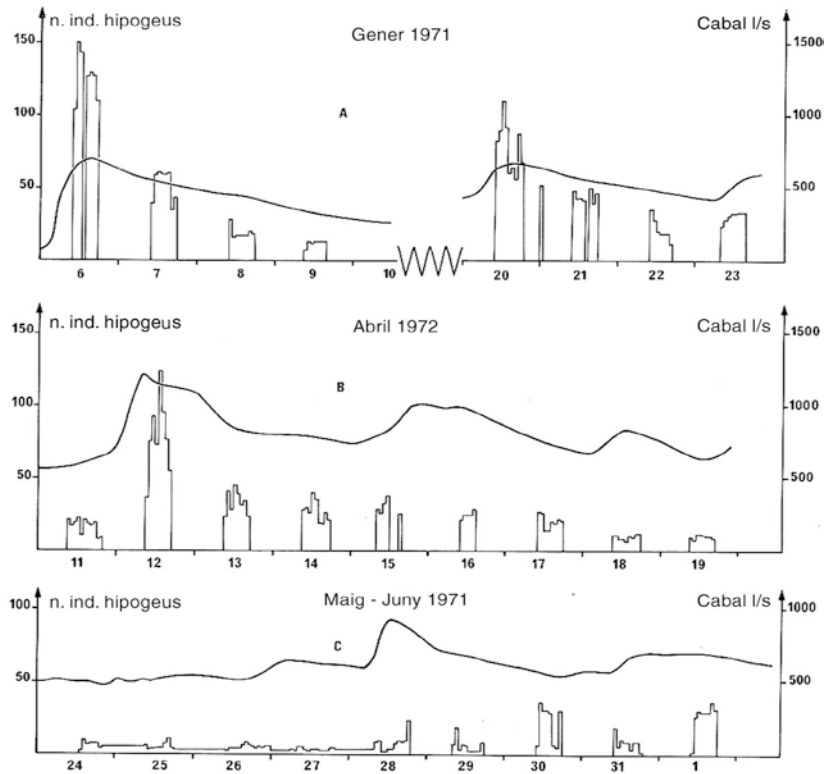 n. ind. hipogeus
Gener 1971
Cabal l/s
150
100
50
A
1500
1000
500
6 7 8 9 10 20 21 22 23
n. ind. hipogeus
Abril 1972
Cabal l/s
150
100
50
B
1500
1000
500
11 12 13 14 15 16 17 18 19
n. ind. hipogeus
Maig - Juny 1971
Cabal l/s
100
50
C
1000
500
24 25 26 27 28 29 30 31 1